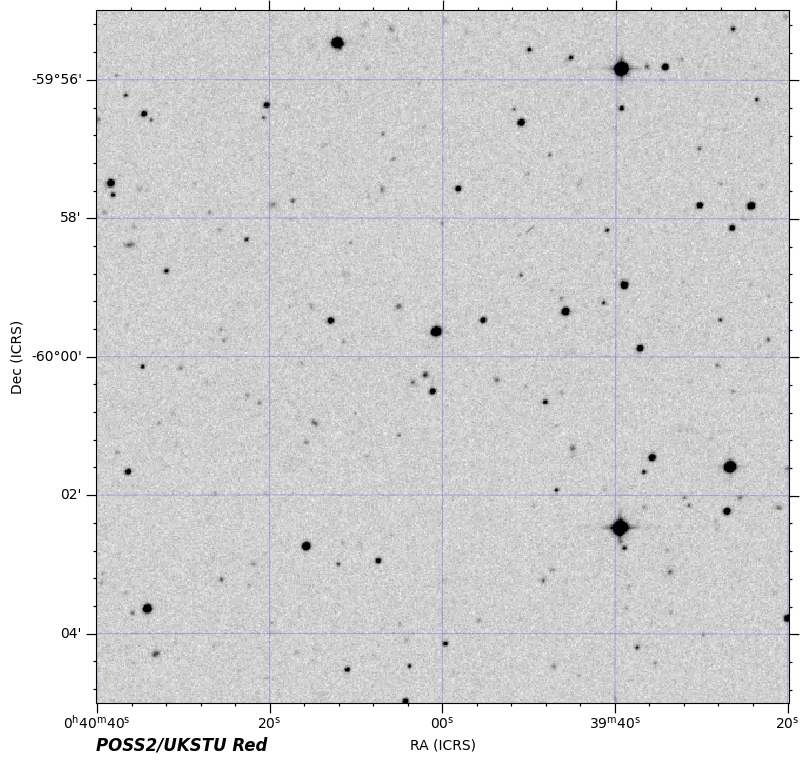 -59°56'
58'
-60°00'
02'
04'
Dec (ICRS)
0ʰ40ᵐ40ˢ
20ˢ
00ˢ
39ᵐ40ˢ
20ˢ
RA (ICRS)
POSS2/UKSTU Red